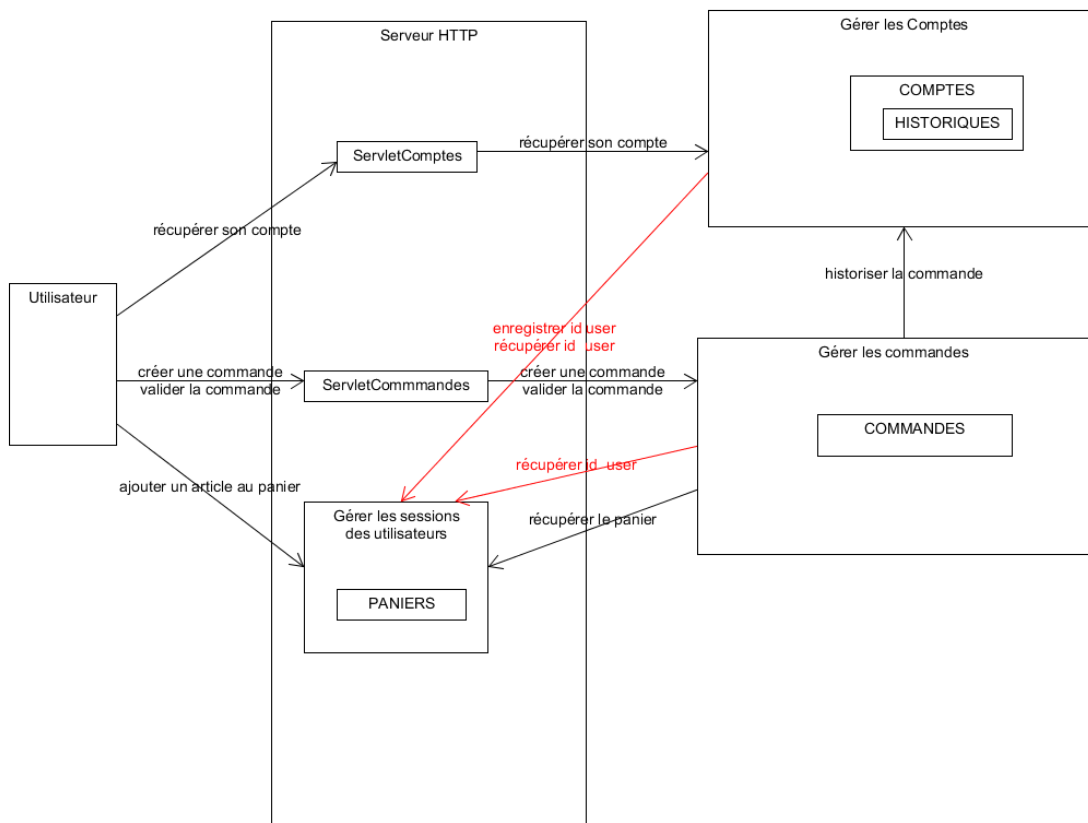 Serveur HTTP
Gérer les Comptes
COMPTES
HISTORIQUES
ServletComptes
récupérer son compte
récupérer son compte
historiser la commande
Utilisateur
enregistrer id user
récupérer id user
Gérer les commandes
créer une commande
valider la commande
ServletCommmandes
créer une commande
valider la commande
COMMANDES
récupérer id user
ajouter un article au panier
Gérer les sessions
des utilisateurs
récupérer le panier
PANIERS